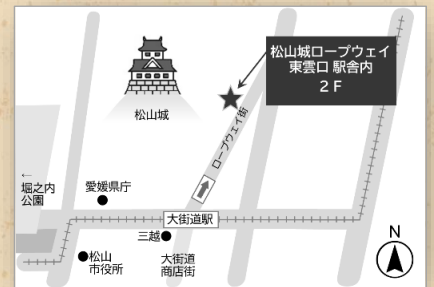 松山城ロープウェイ
東雲口 駅舎内
２Ｆ
松山城
ロープウェイ街
←
堀之内
公園
愛媛県庁
大街道駅
三越
松山
市役所
大街道
商店街
N